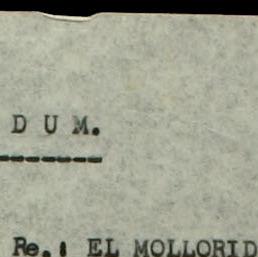 D U M.
-------
Re.: EL MOLLORID